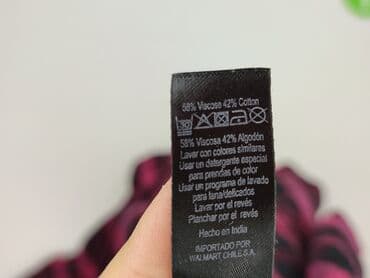 58% Viscose 42% Cotton
58% Viscosa 42% Algodón
Lavar con colores similares
Usar un detergente especial
para prendas de color
Usar un programa de lavado
para lana/delicados
Lavar por el revés
Planchar por el revés
Hecho en India
IMPORTADO POR
WALMART CHILE S.A.